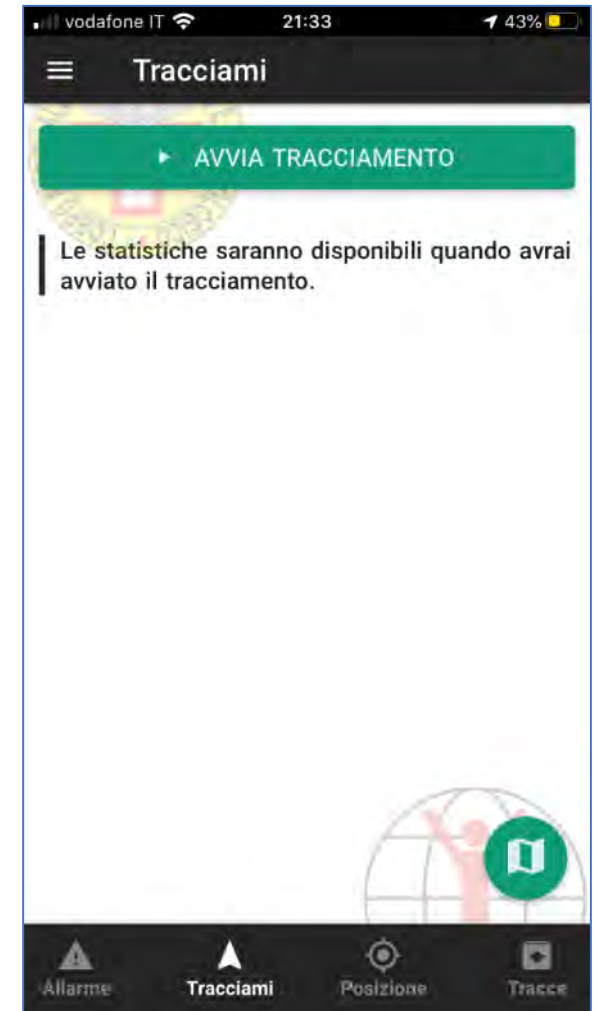 vodafone IT 21:33 43%
Tracciami
AVVIA TRACCIAMENTO
Le statistiche saranno disponibili quando avrai
avviato il tracciamento.
Allarme Tracciami Posizione Tracce